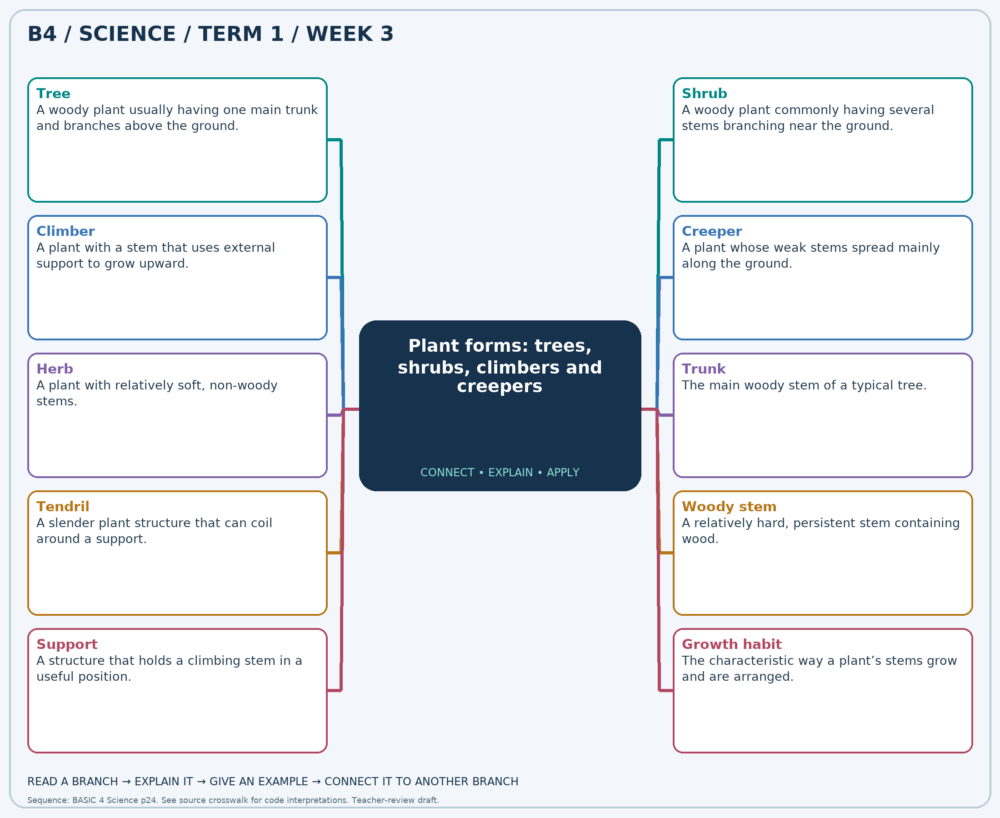 B4 / SCIENCE / TERM 1 / WEEK 3
Tree
A woody plant usually having one main trunk
and branches above the ground.
Climber
A plant with a stem that uses external
support to grow upward.
Herb
A plant with relatively soft, non-woody
stems.
Tendril
A slender plant structure that can coil
around a support.
Support
A structure that holds a climbing stem in a
useful position.
Plant forms: trees,
shrubs, climbers and
creepers
CONNECT • EXPLAIN • APPLY
Shrub
A woody plant commonly having several
stems branching near the ground.
Creeper
A plant whose weak stems spread mainly
along the ground.
Trunk
The main woody stem of a typical tree.
Woody stem
A relatively hard, persistent stem containing
wood.
Growth habit
The characteristic way a plant’s stems grow
and are arranged.
READ A BRANCH → EXPLAIN IT → GIVE AN EXAMPLE → CONNECT IT TO ANOTHER BRANCH
Sequence: BASIC 4 Science p24. See source crosswalk for code interpretations. Teacher-review draft.